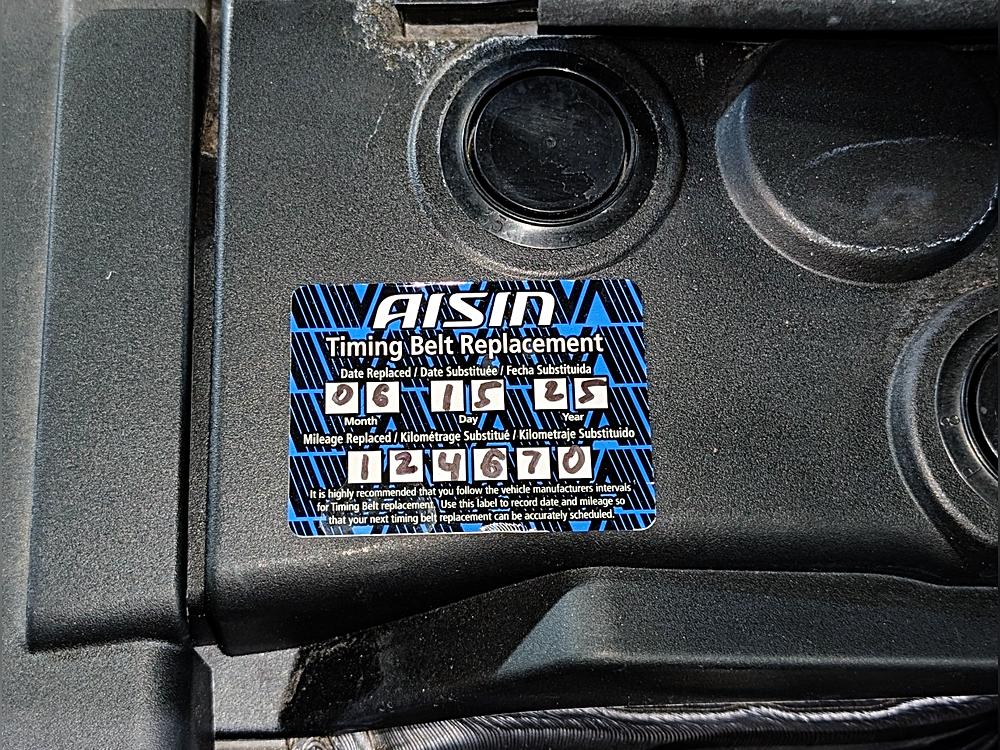 AISIN
Timing Belt Replacement
Date Replaced / Date Substituée / Fecha Substituida
06 15 25
Month Day Year
Mileage Replaced / Kilométrage Substitué / Kilometraje Substituido
124670
It is highly recommended that you follow the vehicle manufacturers intervals
for Timing Belt replacement. Use this label to record date and mileage so
that your next timing belt replacement can be accurately scheduled.